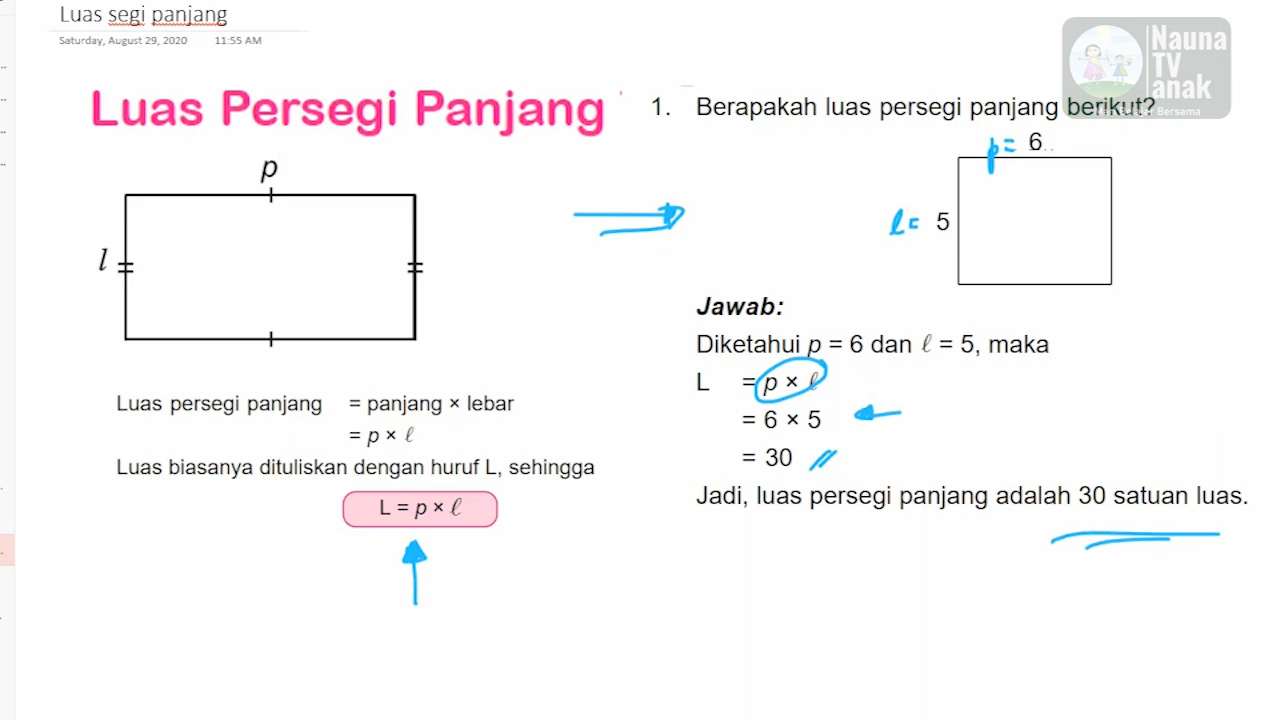 Luas segi panjang
Saturday, August 29, 2020 11:55 AM
Nauna
TV
anak
Bersama
Luas Persegi Panjang
p
l
Luas persegi panjang = panjang × lebar
= p × ℓ
Luas biasanya dituliskan dengan huruf L, sehingga
L = p × ℓ
1. Berapakah luas persegi panjang berikut?
p = 6
l = 5
Jawab:
Diketahui p = 6 dan ℓ = 5, maka
L = p × ℓ
= 6 × 5
= 30
Jadi, luas persegi panjang adalah 30 satuan luas.